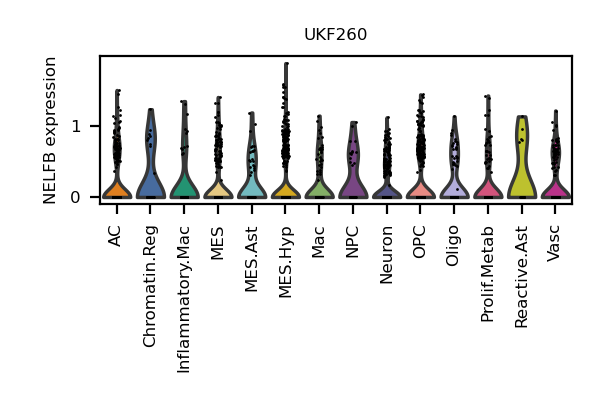 UKF260
NELFB expression
1
0
AC
Chromatin.Reg
Inflammatory.Mac
MES
MES.Ast
MES.Hyp
Mac
NPC
Neuron
OPC
Oligo
Prolif.Metab
Reactive.Ast
Vasc